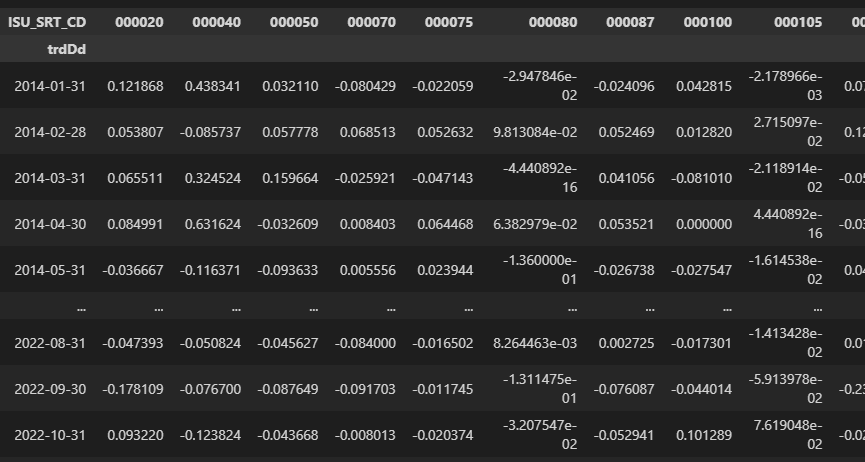 ISU_SRT_CD 000020 000040 000050 000070 000075 000080 000087 000100 000105
trdDd
2014-01-31 0.121868 0.438341 0.032110 -0.080429 -0.022059 -2.947846e-02 -0.024096 0.042815 -2.178966e-03
2014-02-28 0.053807 -0.085737 0.057778 0.068513 0.052632 9.813084e-02 0.052469 0.012820 2.715097e-02
2014-03-31 0.065511 0.324524 0.159664 -0.025921 -0.047143 -4.440892e-16 0.041056 -0.081010 -2.118914e-02
2014-04-30 0.084991 0.631624 -0.032609 0.008403 0.064468 6.382979e-02 0.053521 0.000000 4.440892e-16
2014-05-31 -0.036667 -0.116371 -0.093633 0.005556 0.023944 -1.360000e-01 -0.026738 -0.027547 -1.614538e-02
... ... ... ... ... ... ... ... ... ...
2022-08-31 -0.047393 -0.050824 -0.045627 -0.084000 -0.016502 8.264463e-03 0.002725 -0.017301 -1.413428e-02
2022-09-30 -0.178109 -0.076700 -0.087649 -0.091703 -0.011745 -1.311475e-01 -0.076087 -0.044014 -5.913978e-02
2022-10-31 0.093220 -0.123824 -0.043668 -0.008013 -0.020374 -3.207547e-02 -0.052941 0.101289 7.619048e-02